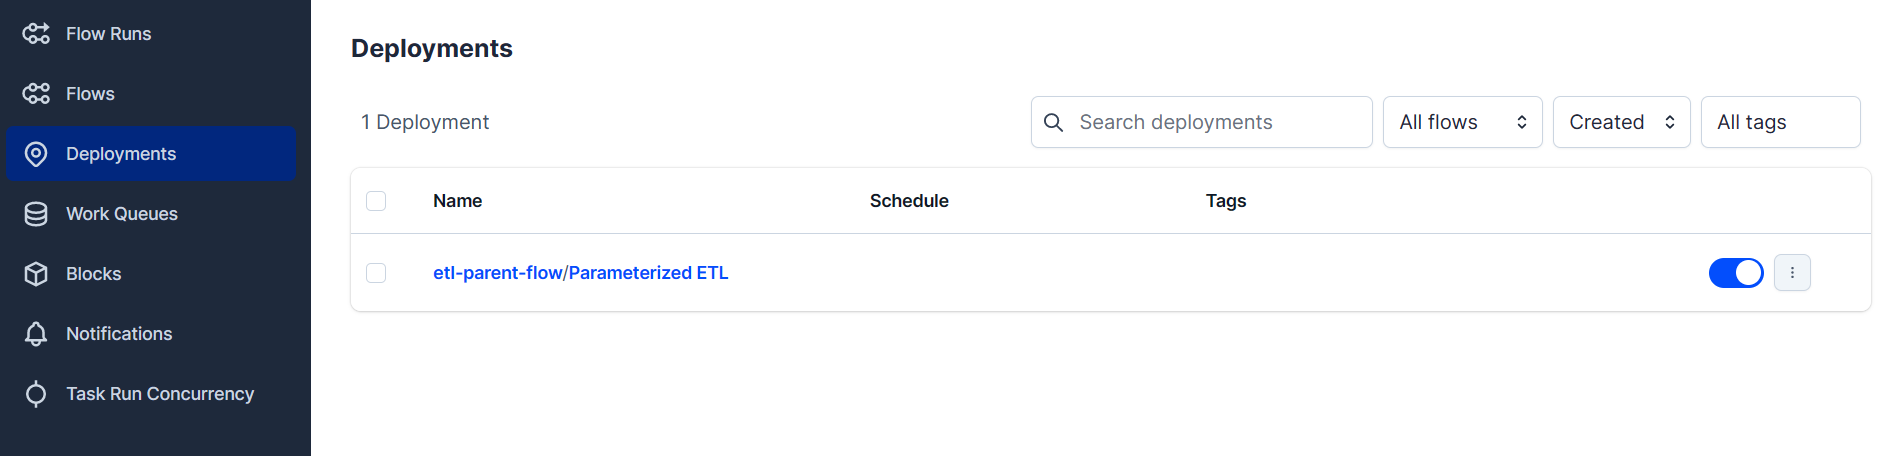 Flow Runs
Flows
Deployments
Work Queues
Blocks
Notifications
Task Run Concurrency
Deployments
1 Deployment
Search deployments
All flows
Created
All tags
Name Schedule Tags
etl-parent-flow/Parameterized ETL